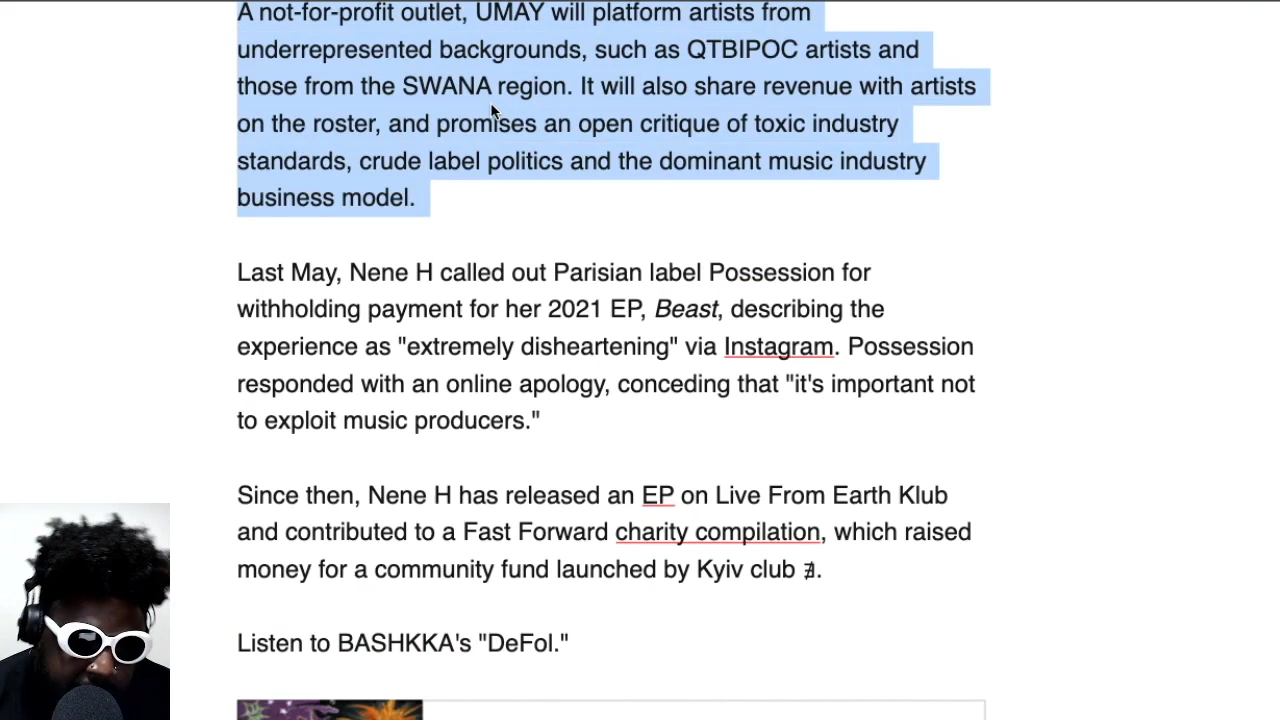 A not-for-profit outlet, UMAY will platform artists from
underrepresented backgrounds, such as QTBIPOC artists and
those from the SWANA region. It will also share revenue with artists
on the roster, and promises an open critique of toxic industry
standards, crude label politics and the dominant music industry
business model.
Last May, Nene H called out Parisian label Possession for
withholding payment for her 2021 EP, Beast, describing the
experience as "extremely disheartening" via Instagram. Possession
responded with an online apology, conceding that "it's important not
to exploit music producers."
Since then, Nene H has released an EP on Live From Earth Klub
and contributed to a Fast Forward charity compilation, which raised
money for a community fund launched by Kyiv club ∄.
Listen to BASHKKA's "DeFol."